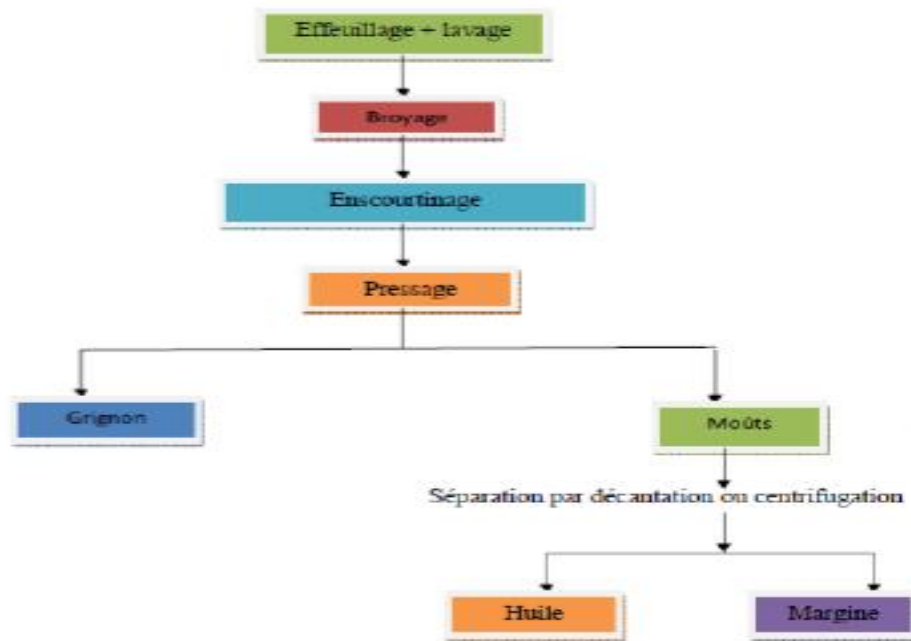 Effeuillage + lavage
Broyage
Enscourtinage
Pressage
Grignon
Moûts
Séparation par décantation ou centrifugation
Huile
Margine